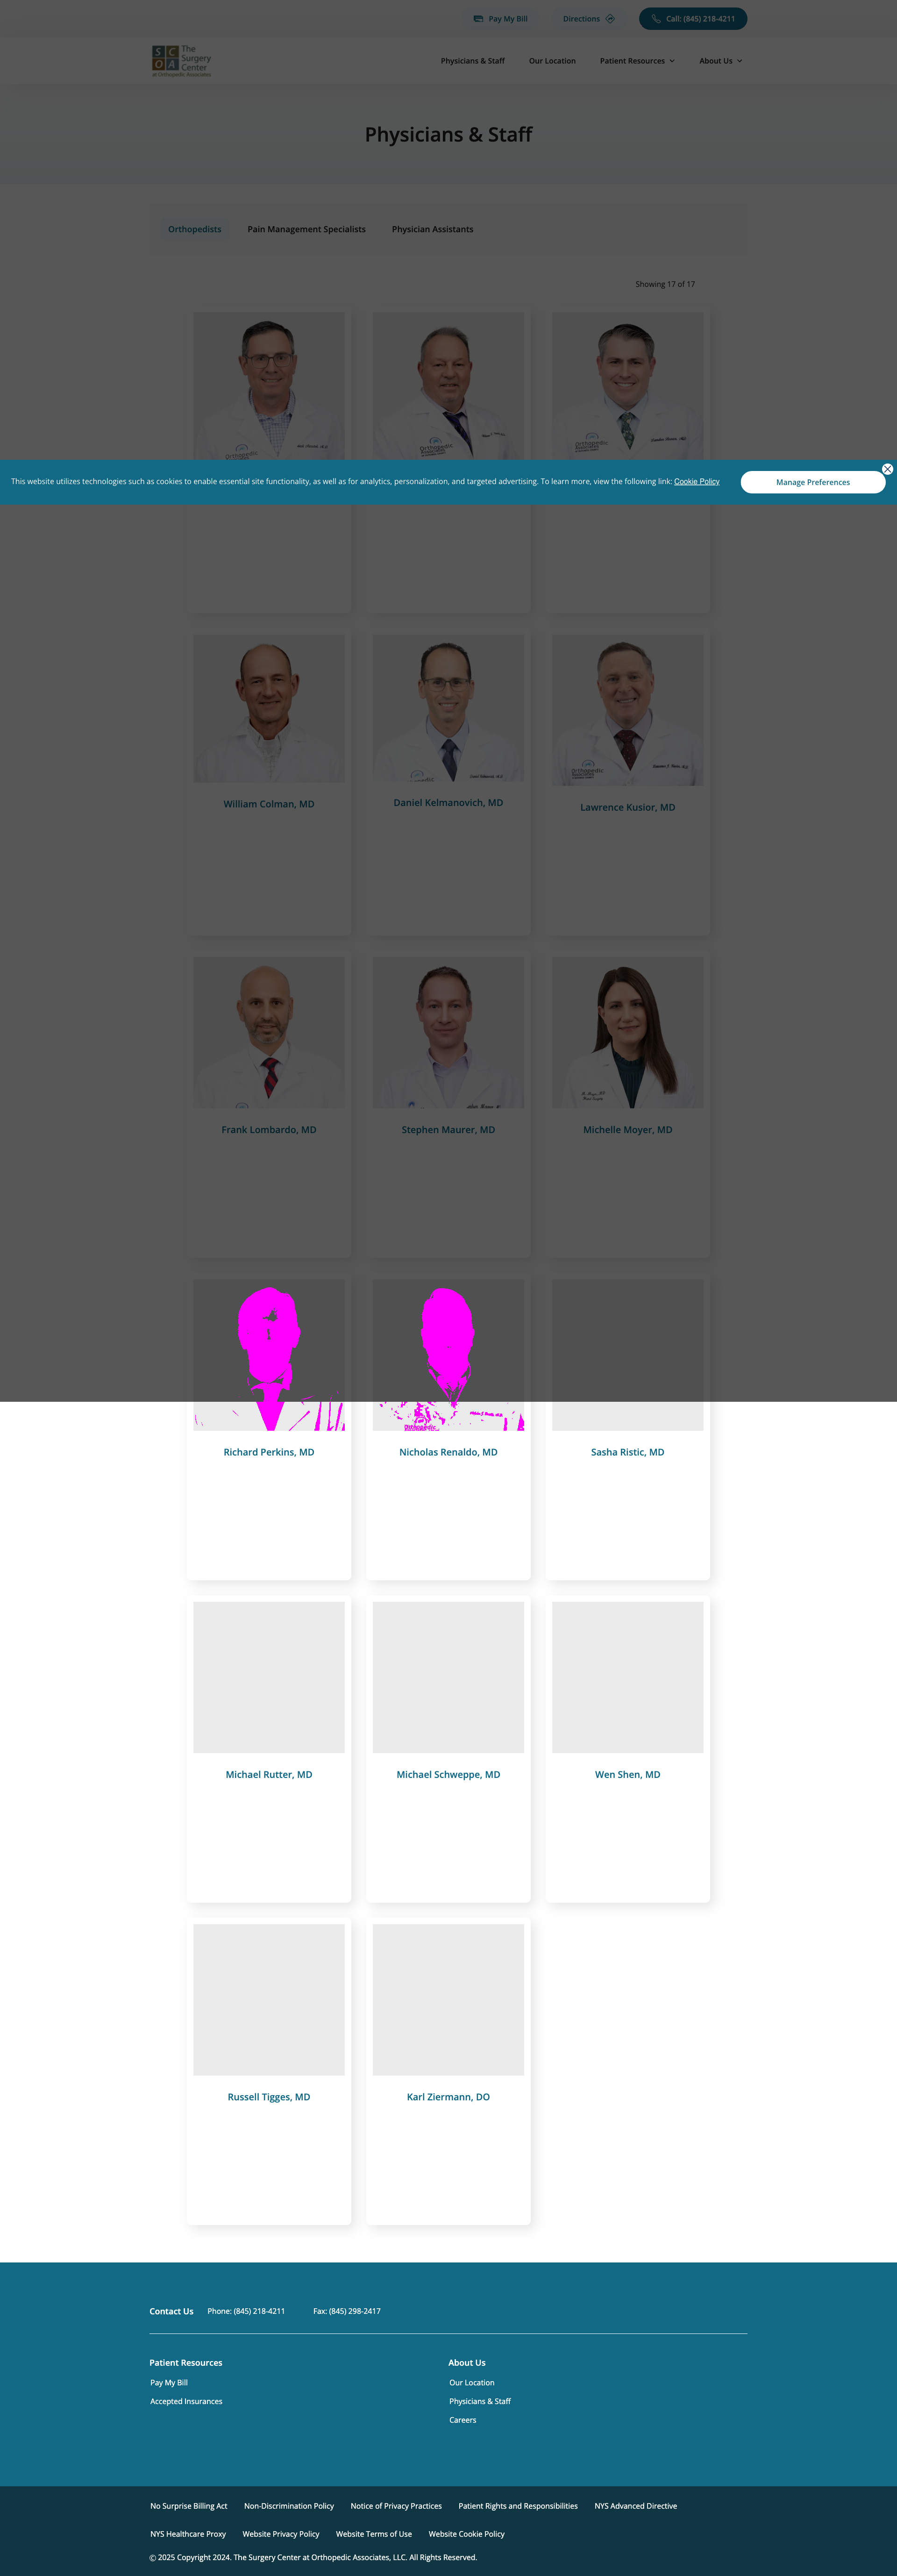 Pay My Bill
Directions
Call: (845) 218-4211
SC The
OA Surgery
Center
at Orthopedic Associates
Physicians & Staff
Our Location
Patient Resources
About Us
Physicians & Staff
Orthopedists
Pain Management Specialists
Physician Assistants
Showing 17 of 17
This website utilizes technologies such as cookies to enable essential site functionality, as well as for analytics, personalization, and targeted advertising. To learn more, view the following link: Cookie Policy
Manage Preferences
William Colman, MD
Daniel Kelmanovich, MD
Lawrence Kusior, MD
Frank Lombardo, MD
Stephen Maurer, MD
Michelle Moyer, MD
Richard Perkins, MD
Nicholas Renaldo, MD
Sasha Ristic, MD
Michael Rutter, MD
Michael Schweppe, MD
Wen Shen, MD
Russell Tigges, MD
Karl Ziermann, DO
Contact Us
Phone: (845) 218-4211
Fax: (845) 298-2417
Patient Resources
Pay My Bill
Accepted Insurances
About Us
Our Location
Physicians & Staff
Careers
No Surprise Billing Act
Non-Discrimination Policy
Notice of Privacy Practices
Patient Rights and Responsibilities
NYS Advanced Directive
NYS Healthcare Proxy
Website Privacy Policy
Website Terms of Use
Website Cookie Policy
© 2025 Copyright 2024. The Surgery Center at Orthopedic Associates, LLC. All Rights Reserved.